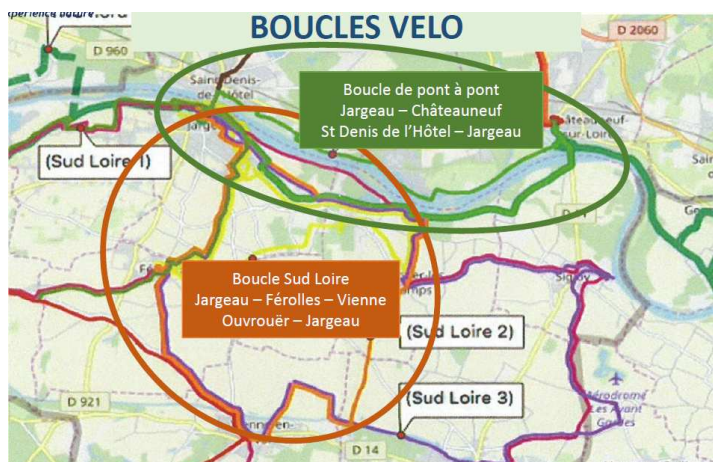 BOUCLES VELO
D 960
D 2060
Saint-Denis-
de-l'Hôtel
Boucle de pont à pont
Jargeau – Châteauneuf
St Denis de l'Hôtel – Jargeau
Châteauneuf-
sur-Loire
(Sud Loire 1)
Boucle Sud Loire
Jargeau – Férolles – Vienne
Ouvrouër – Jargeau
(Sud Loire 2)
D 921
(Sud Loire 3)
Aérodrome
Les Ayant
D 14